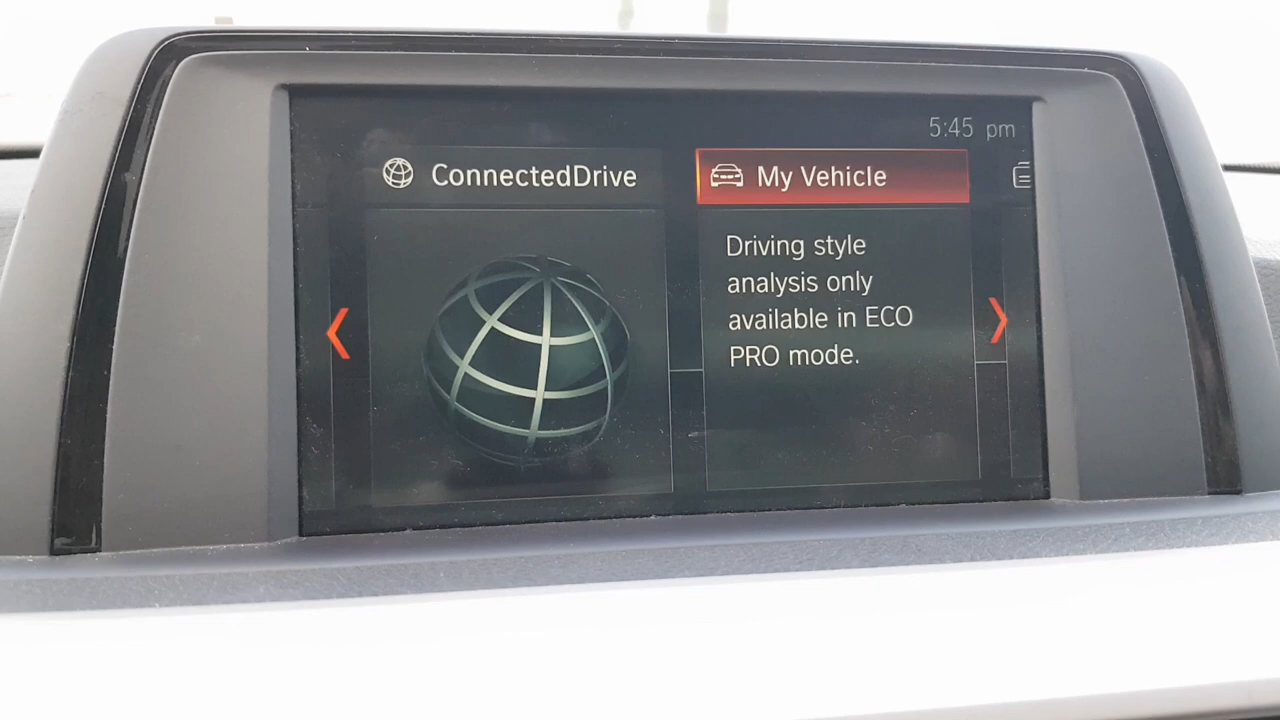 5:45 pm
ConnectedDrive
My Vehicle
Driving style
analysis only
available in ECO
PRO mode.